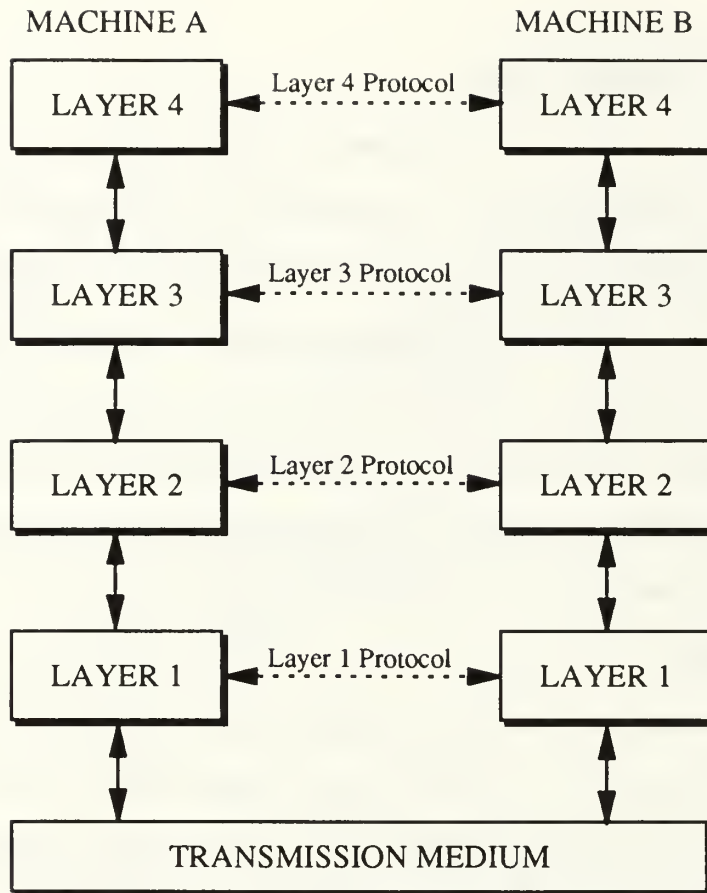 MACHINE A
MACHINE B
LAYER 4
Layer 4 Protocol
LAYER 4
LAYER 3
Layer 3 Protocol
LAYER 3
LAYER 2
Layer 2 Protocol
LAYER 2
LAYER 1
Layer 1 Protocol
LAYER 1
TRANSMISSION MEDIUM